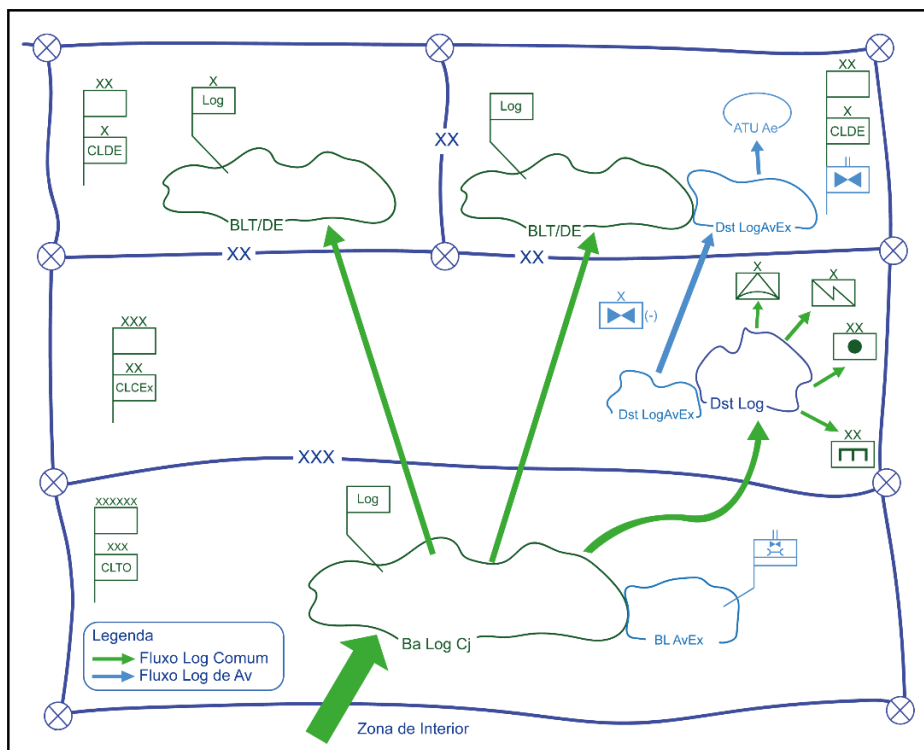 XX
X
CLDE
X
Log
BLT/DE
XX
Log
BLT/DE
ATU Ae
Dst LogAvEx
XX
X
CLDE
II
XX
XX
XXX
XX
CLCEx
X
(-)
Dst LogAvEx
Dst Log
X
X
XX
XX
XXX
XXXXXX
XXX
CLTO
Log
Ba Log Cj
II
BL AvEx
Legenda
Fluxo Log Comum
Fluxo Log de Av
Zona de Interior